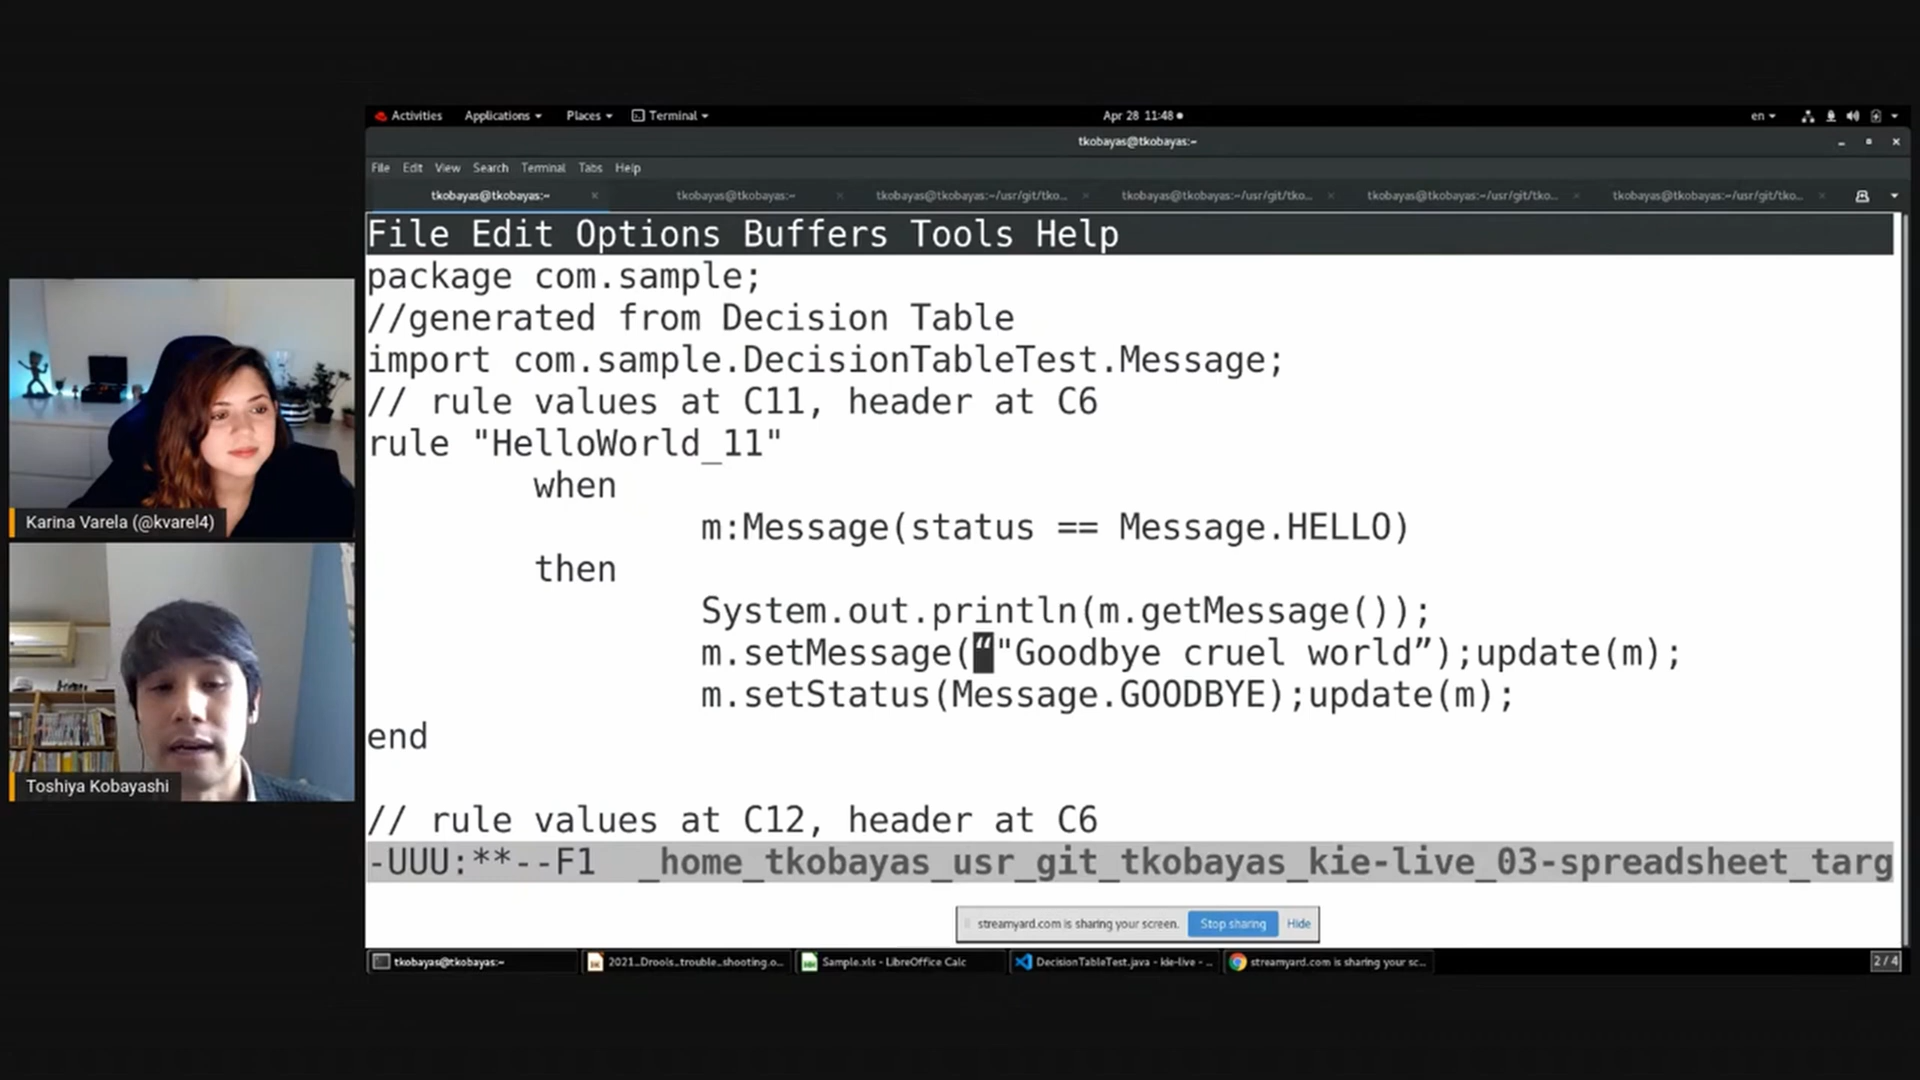 Activities Applications Places Terminal Apr 28 11:48 en
tkobayas@tkobayas:~
File Edit View Search Terminal Tabs Help
tkobayas@tkobayas:~ tkobayas@tkobayas:~ tkobayas@tkobayas:~/usr/git/tko... tkobayas@tkobayas:~/usr/git/tko... tkobayas@tkobayas:~/usr/git/tko... tkobayas@tkobayas:~/usr/git/tko...
File Edit Options Buffers Tools Help
package com.sample;
//generated from Decision Table
import com.sample.DecisionTableTest.Message;
// rule values at C11, header at C6
rule "HelloWorld_11"
when
m:Message(status == Message.HELLO)
then
System.out.println(m.getMessage());
m.setMessage(“"Goodbye cruel world”);update(m);
m.setStatus(Message.GOODBYE);update(m);
end
// rule values at C12, header at C6
-UUU:**--F1 _home_tkobayas_usr_git_tkobayas_kie-live_03-spreadsheet_targ
streamyard.com is sharing your screen. Stop sharing Hide
tkobayas@tkobayas:~ 2021_Drools_trouble_shooting.o... Sample.xls - LibreOffice Calc DecisionTableTest.java - kie-live - ... streamyard.com is sharing your sc... 2 / 4
Karina Varela (@kvarel4)
Toshiya Kobayashi